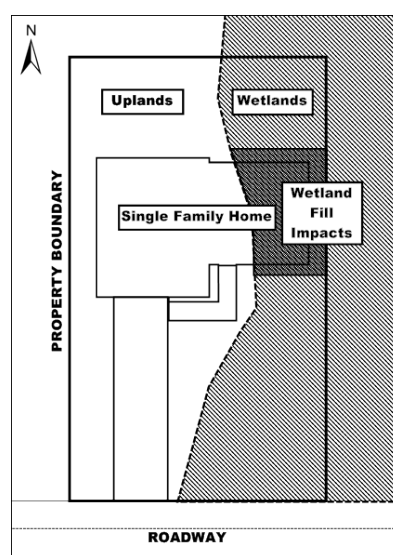 N
Uplands
Wetlands
Single Family Home
Wetland
Fill
Impacts
PROPERTY BOUNDARY
ROADWAY